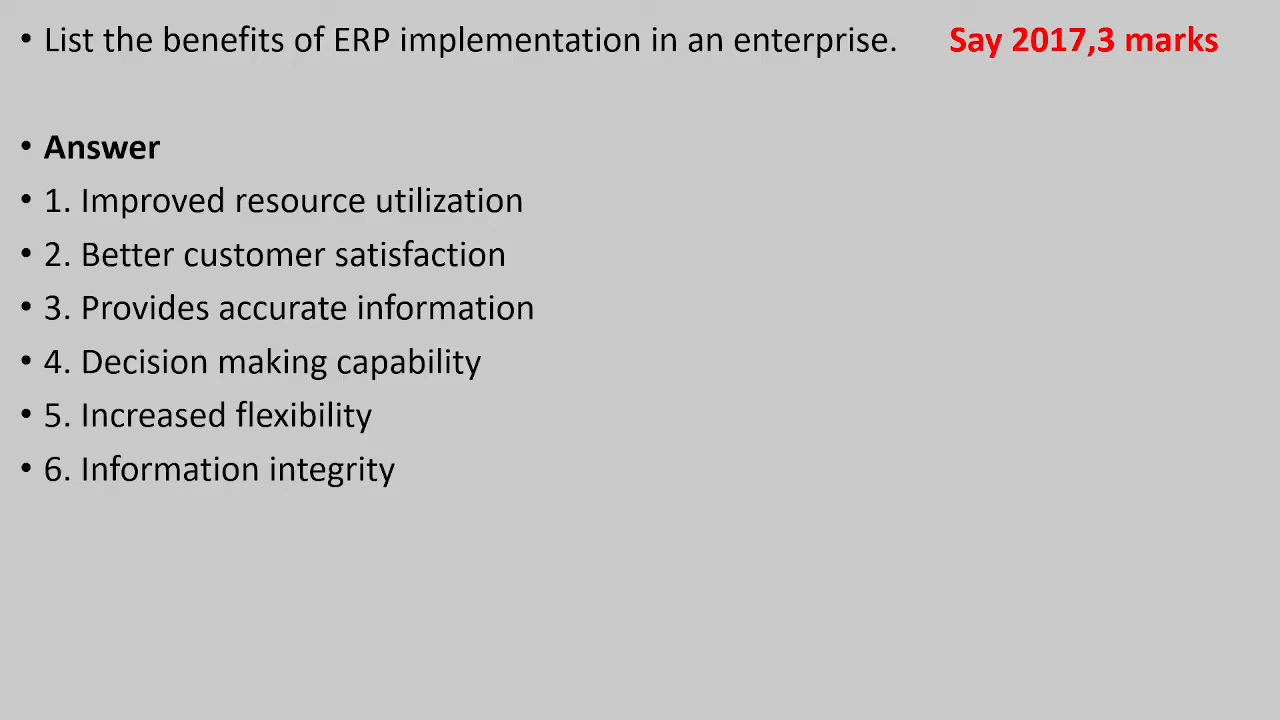 • List the benefits of ERP implementation in an enterprise. Say 2017,3 marks
• Answer
• 1. Improved resource utilization
• 2. Better customer satisfaction
• 3. Provides accurate information
• 4. Decision making capability
• 5. Increased flexibility
• 6. Information integrity